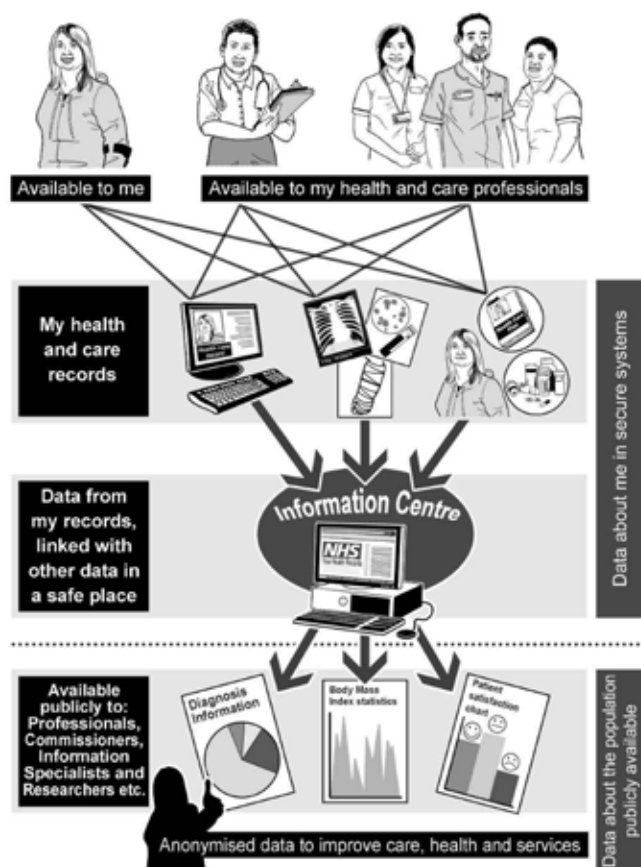 Available to me
Available to my health and care professionals
My health
and care
records
Data about me in secure systems
Data from
my records,
linked with
other data in
a safe place
Information Centre
NHS
Your Health Records
Available
publicly to:
Professionals,
Commissioners,
Information
Specialists and
Researchers etc.
Diagnosis
Information
Body Mass
Index statistics
Patient
satisfaction
chart
Data about the population
publicly available
Anonymised data to improve care, health and services